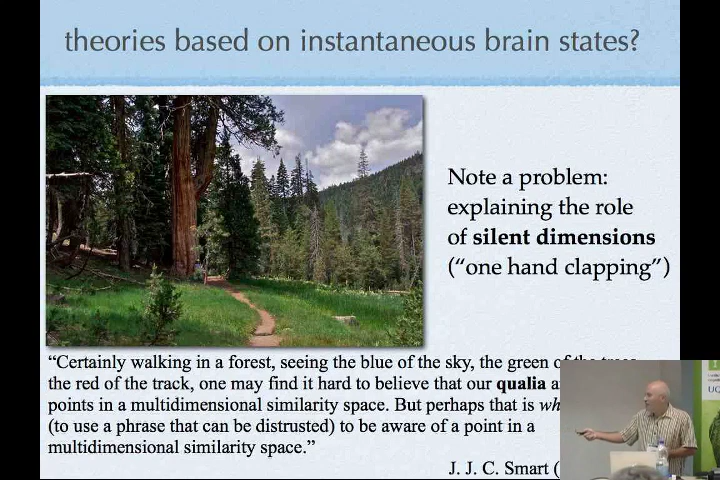 theories based on instantaneous brain states?
Note a problem:
explaining the role
of silent dimensions
(“one hand clapping”)
“Certainly walking in a forest, seeing the blue of the sky, the green of the trees,
the red of the track, one may find it hard to believe that our qualia
points in a multidimensional similarity space. But perhaps that is
(to use a phrase that can be distrusted) to be aware of a point in a
multidimensional similarity space.”
J. J. C. Smart (